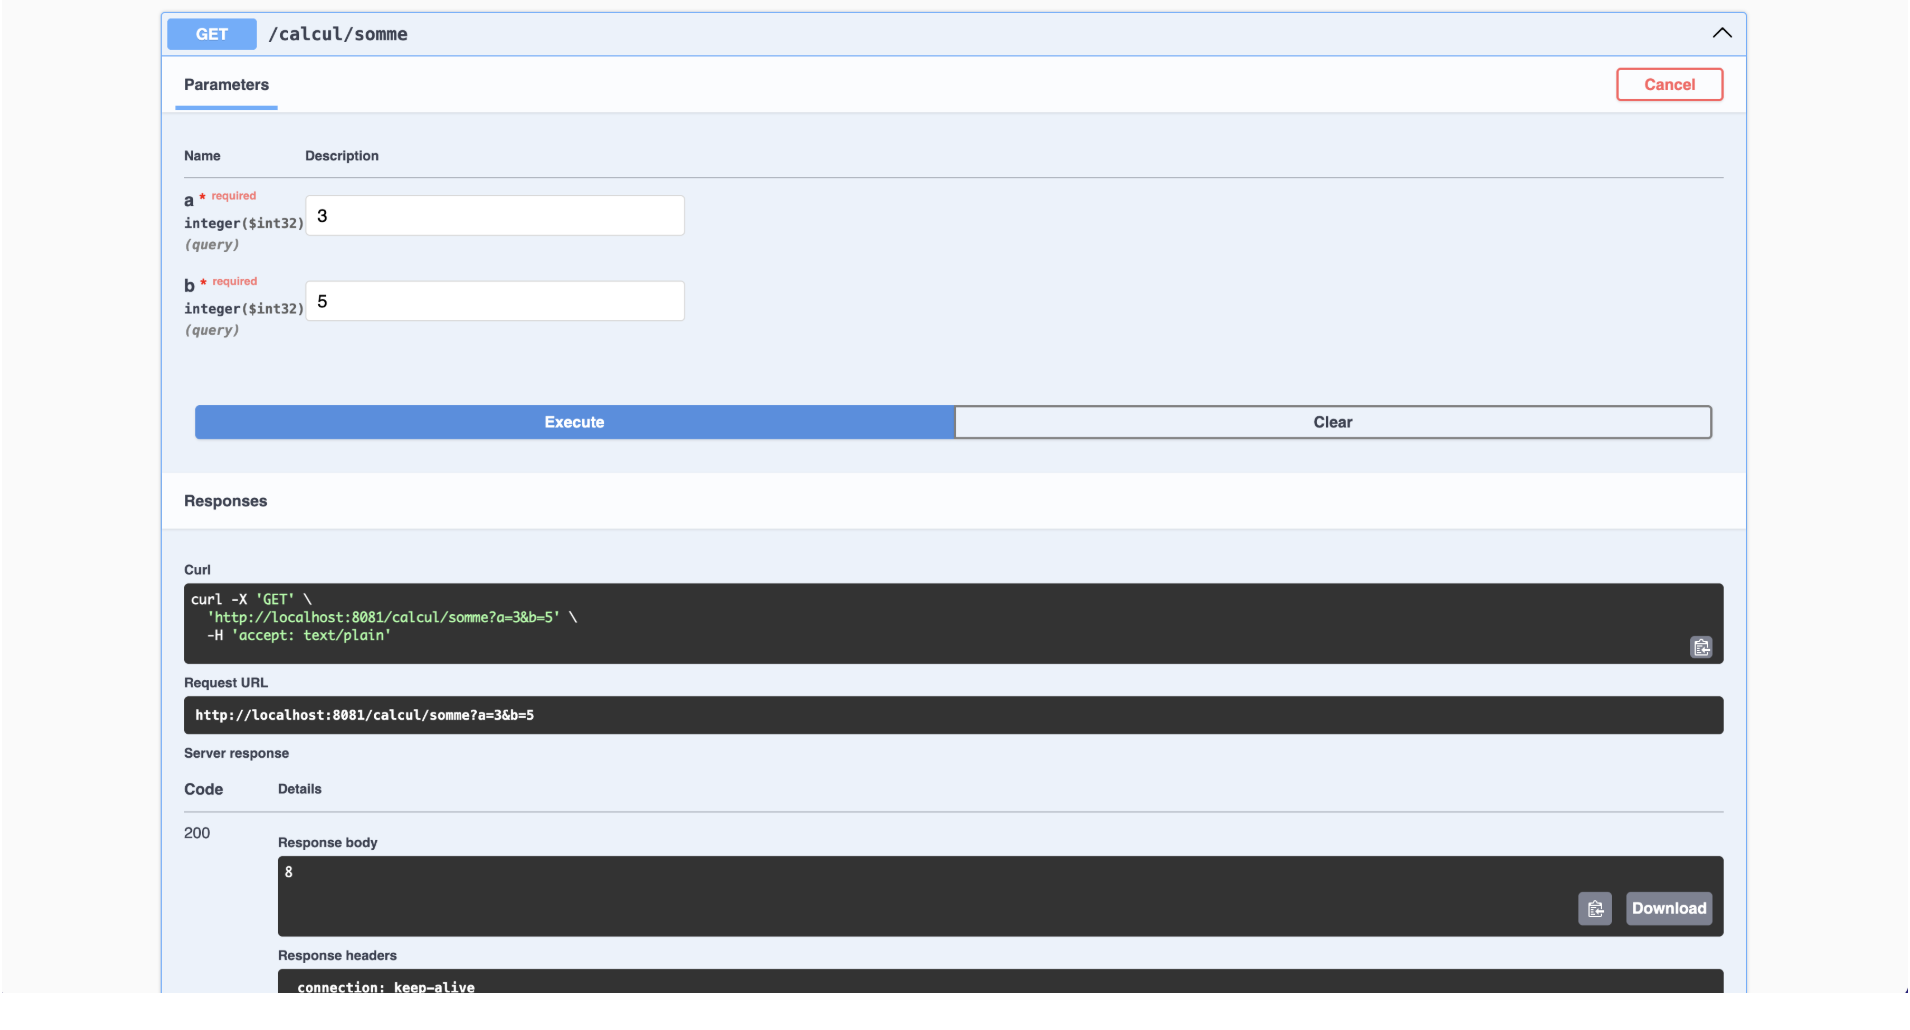 GET /calcul/somme
Parameters
Cancel
Name Description
a * required
integer($int32)
(query)
3
b * required
integer($int32)
(query)
5
Execute
Clear
Responses
Curl
curl -X 'GET' \
  'http://localhost:8081/calcul/somme?a=3&b=5' \
  -H 'accept: text/plain'
Request URL
http://localhost:8081/calcul/somme?a=3&b=5
Server response
Code Details
200
Response body
8
Download
Response headers
connection: keep-alive